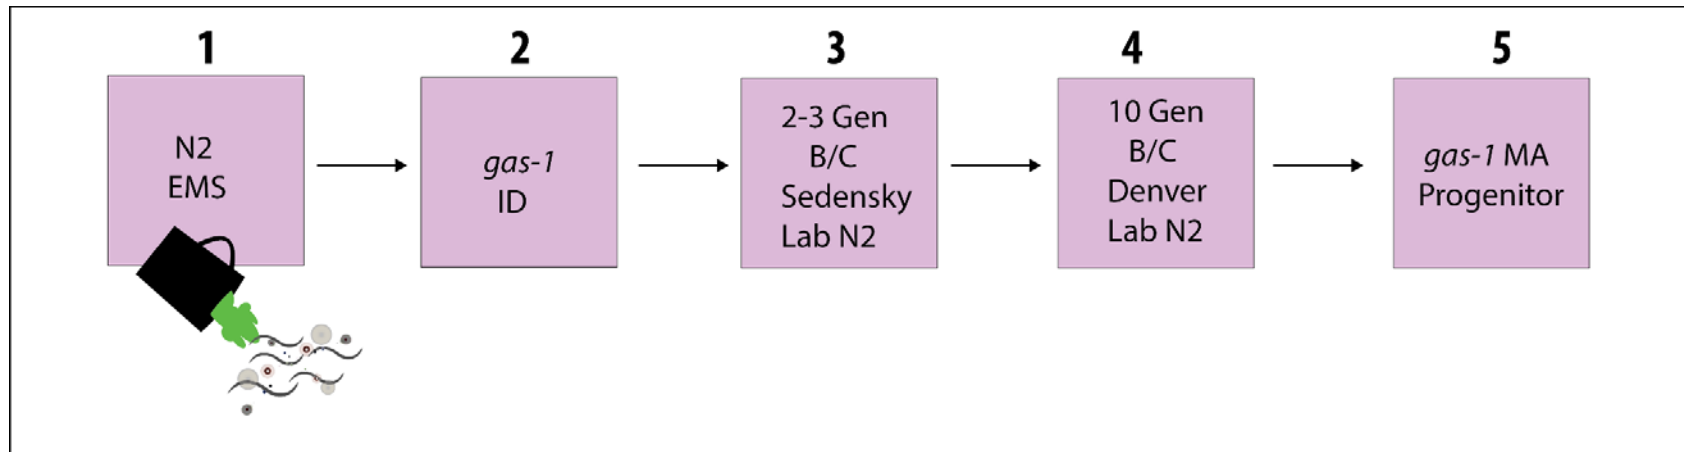 1
N2
EMS
2
gas-1
ID
3
2-3 Gen
B/C
Sedensky
Lab N2
4
10 Gen
B/C
Denver
Lab N2
5
gas-1 MA
Progenitor